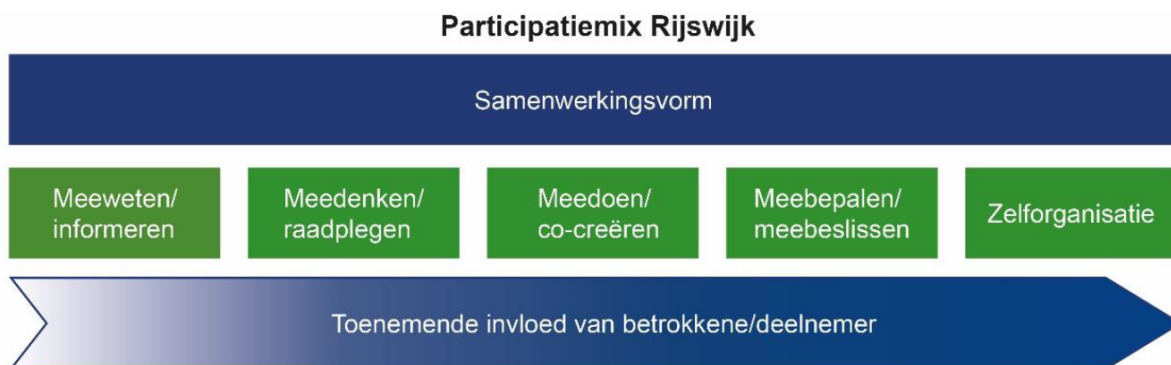 Participatiemix Rijswijk
Samenwerkingsvorm
Meeweten/
informeren
Meedenken/
raadplegen
Meedoen/
co-creëren
Meebepalen/
meebeslissen
Zelforganisatie
Toenemende invloed van betrokkene/deelnemer